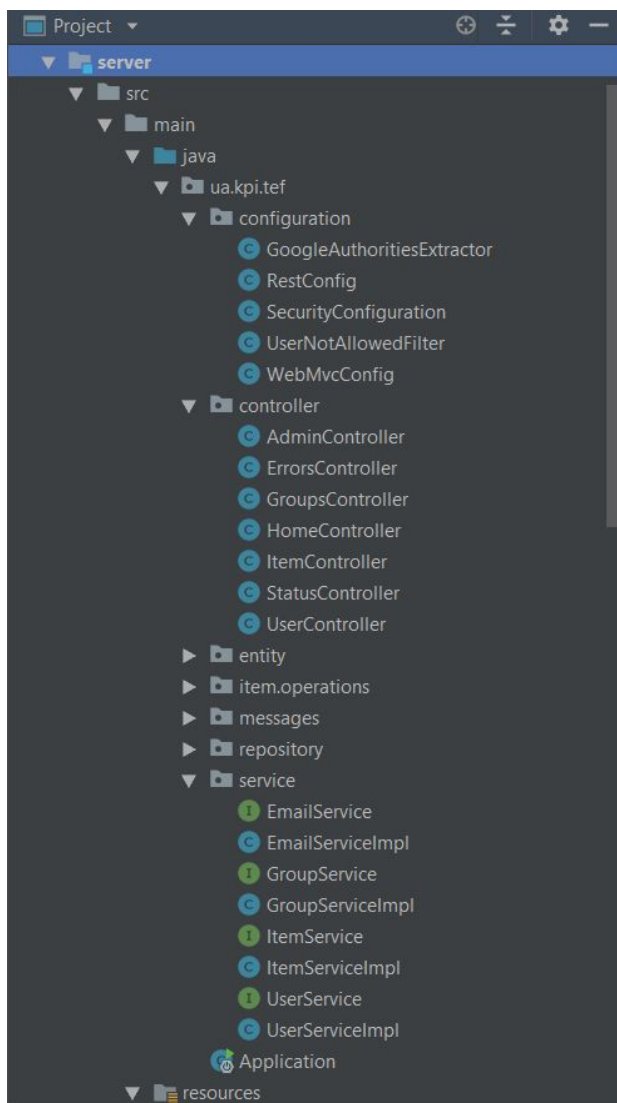 Project
server
src
main
java
ua.kpi.tef
configuration
GoogleAuthoritiesExtractor
RestConfig
SecurityConfiguration
UserNotAllowedFilter
WebMvcConfig
controller
AdminController
ErrorsController
GroupsController
HomeController
ItemController
StatusController
UserController
entity
item.operations
messages
repository
service
EmailService
EmailServiceImpl
GroupService
GroupServiceImpl
ItemService
ItemServiceImpl
UserService
UserServiceImpl
Application
resources